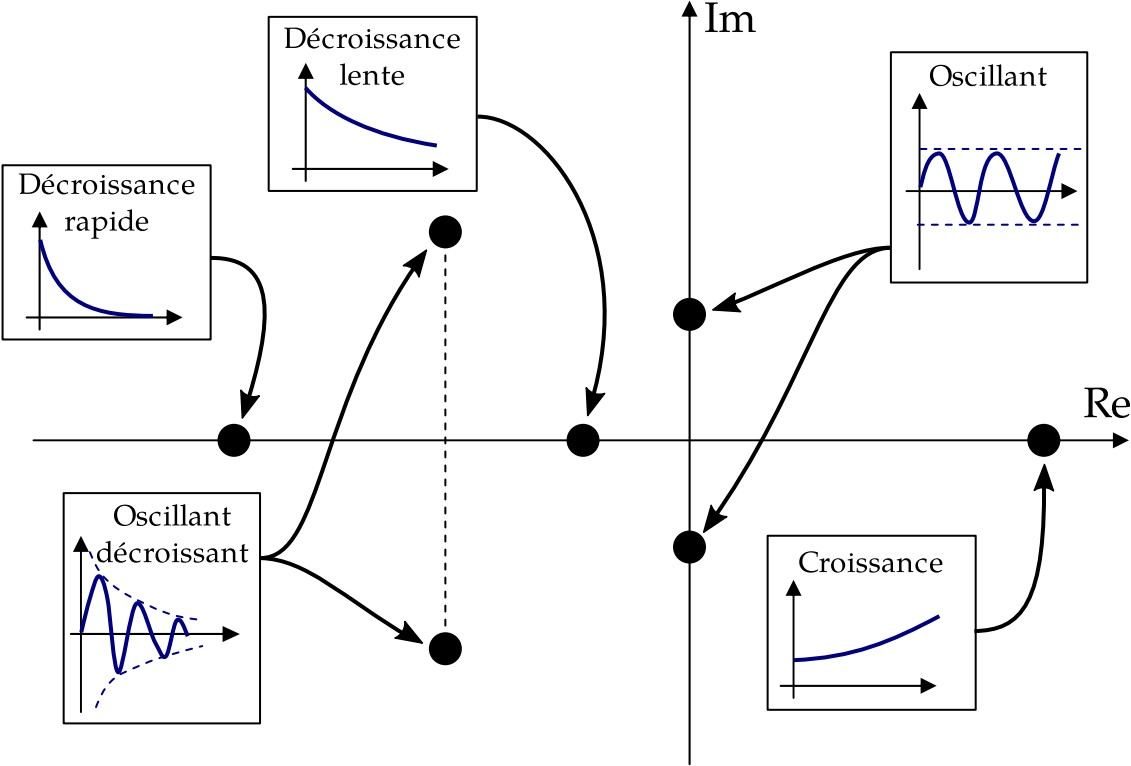 Im
Décroissance
lente
Oscillant
Décroissance
rapide
Re
Oscillant
décroissant
Croissance